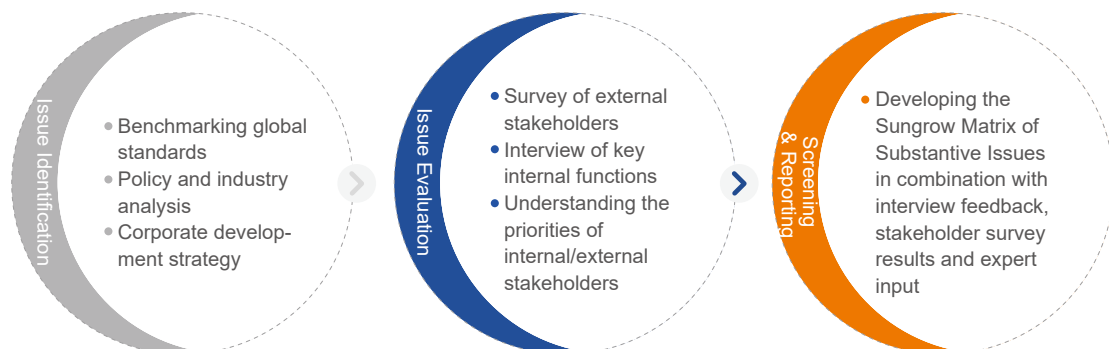 Issue Identification
• Benchmarking global
standards
• Policy and industry
analysis
• Corporate develop-
ment strategy
Issue Evaluation
• Survey of external
stakeholders
• Interview of key
internal functions
• Understanding the
priorities of
internal/external
stakeholders
Screening
& Reporting
• Developing the
Sungrow Matrix of
Substantive Issues
in combination with
interview feedback,
stakeholder survey
results and expert
input